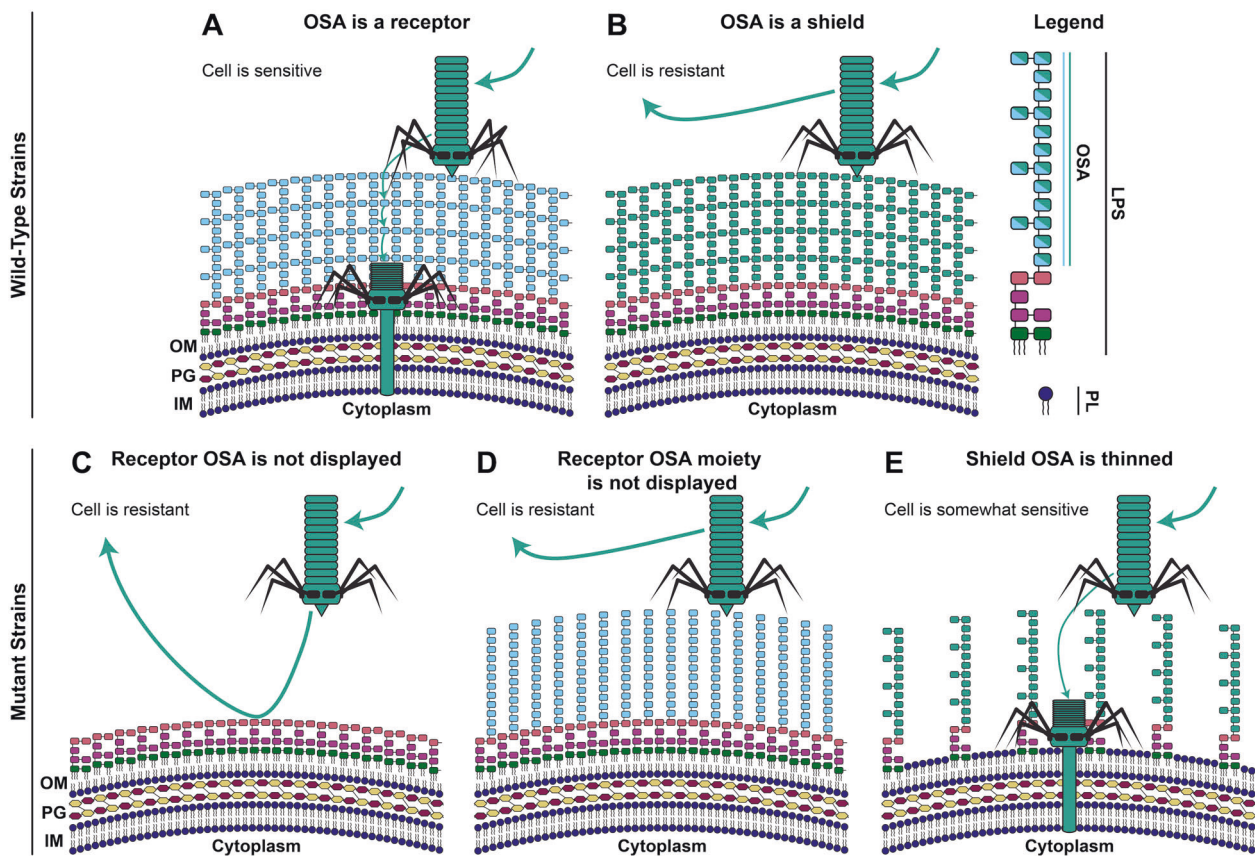 Wild-Type Strains
A
OSA is a receptor
Cell is sensitive
OM
PG
IM
Cytoplasm
B
OSA is a shield
Cell is resistant
Cytoplasm
Legend
OSA
LPS
PL
Mutant Strains
C
Receptor OSA is not displayed
Cell is resistant
OM
PG
IM
Cytoplasm
D
Receptor OSA moiety
is not displayed
Cell is resistant
Cytoplasm
E
Shield OSA is thinned
Cell is somewhat sensitive
Cytoplasm